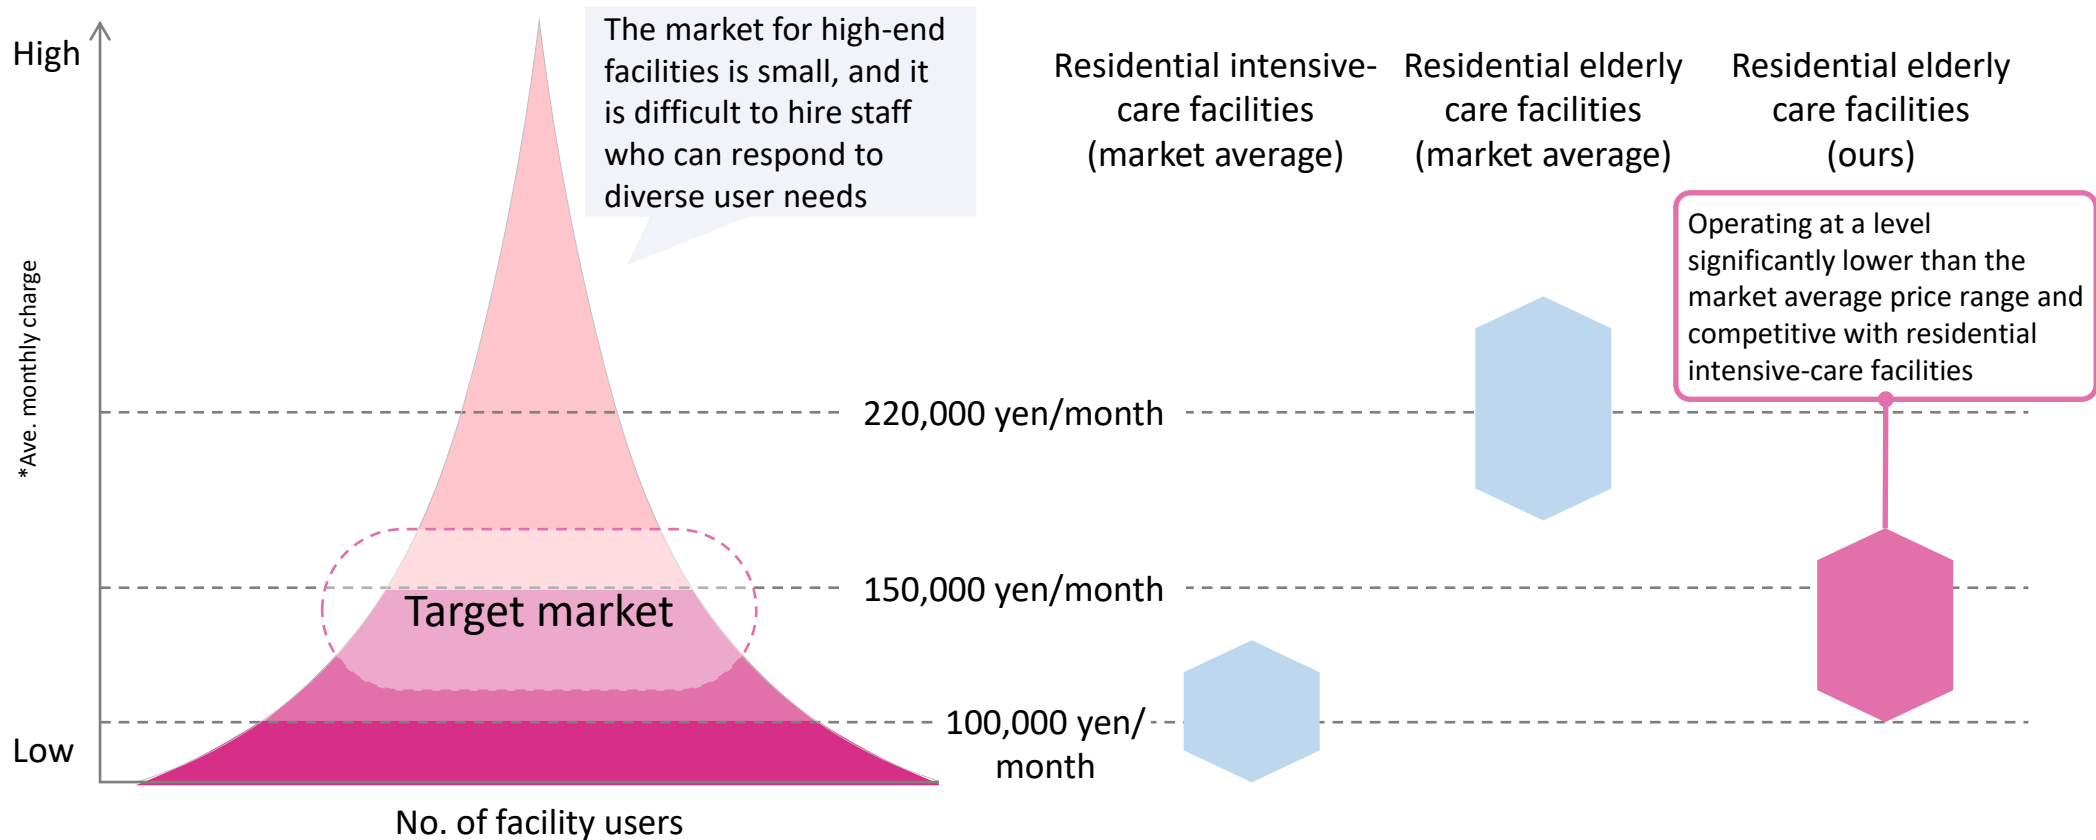 High
*Ave. monthly charge
Low
No. of facility users
The market for high-end
facilities is small, and it
is difficult to hire staff
who can respond to
diverse user needs
Target market
220,000 yen/month
150,000 yen/month
100,000 yen/
month
Residential intensive-
care facilities
(market average)
Residential elderly
care facilities
(market average)
Residential elderly
care facilities
(ours)
Operating at a level
significantly lower than the
market average price range and
competitive with residential
intensive-care facilities